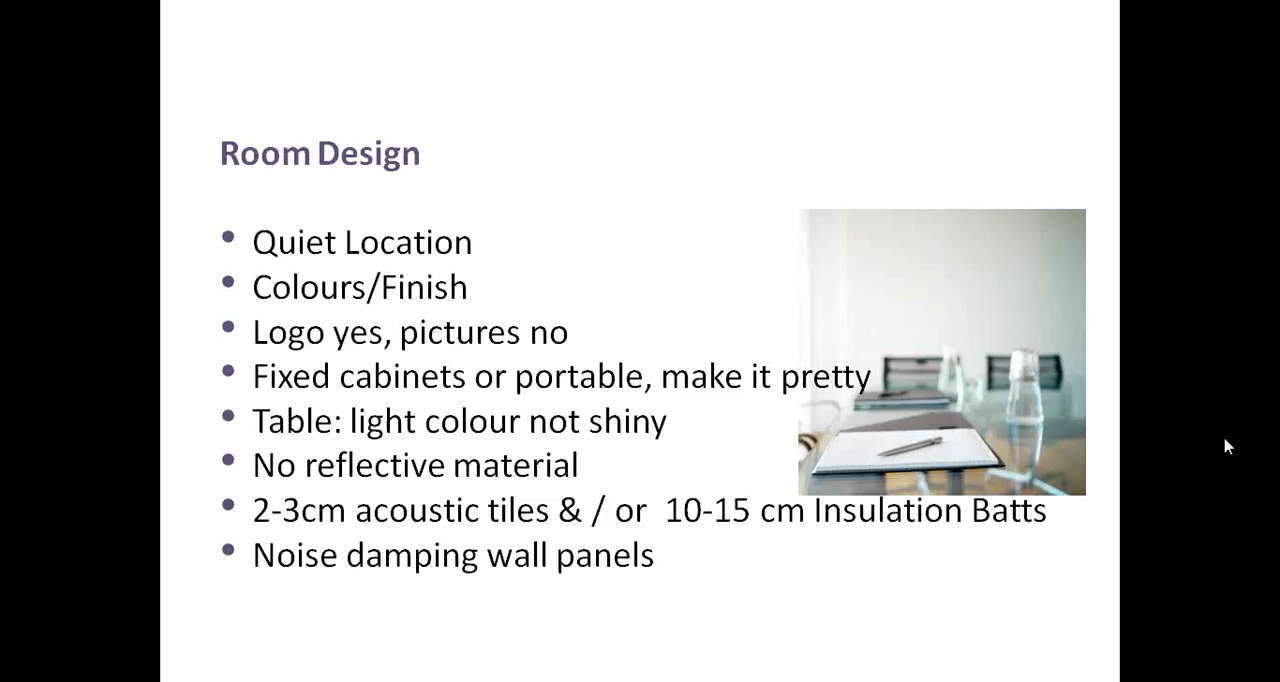 Room Design
• Quiet Location
• Colours/Finish
• Logo yes, pictures no
• Fixed cabinets or portable, make it pretty
• Table: light colour not shiny
• No reflective material
• 2-3cm acoustic tiles & / or  10-15 cm Insulation Batts
• Noise damping wall panels